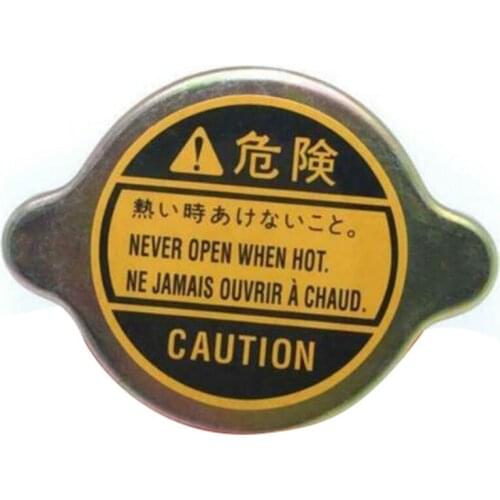 危険
熱い時あけないこと。
NEVER OPEN WHEN HOT.
NE JAMAIS OUVRIR À CHAUD.
CAUTION